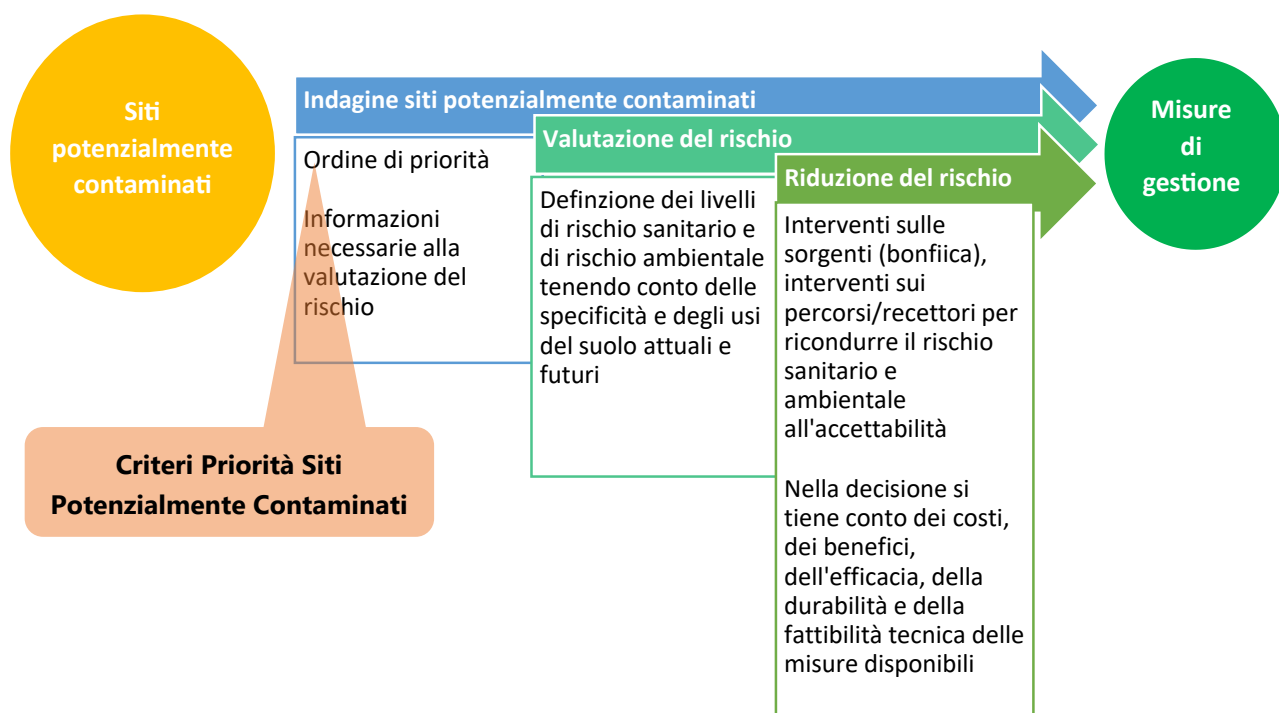 Siti
potenzialmente
contaminati
Indagine siti potenzialmente contaminati
Ordine di priorità
Informazioni
necessarie alla
valutazione del
rischio
Criteri Priorità Siti
Potenzialmente Contaminati
Valutazione del rischio
Definzione dei livelli
di rischio sanitario e
di rischio ambientale
tenendo conto delle
specificità e degli usi
del suolo attuali e
futuri
Riduzione del rischio
Interventi sulle
sorgenti (bonfiica),
interventi sui
percorsi/recettori per
ricondurre il rischio
sanitario e
ambientale
all'accettabilità
Nella decisione si
tiene conto dei costi,
dei benefici,
dell'efficacia, della
durabilità e della
fattibilità tecnica delle
misure disponibili
Misure
di
gestione